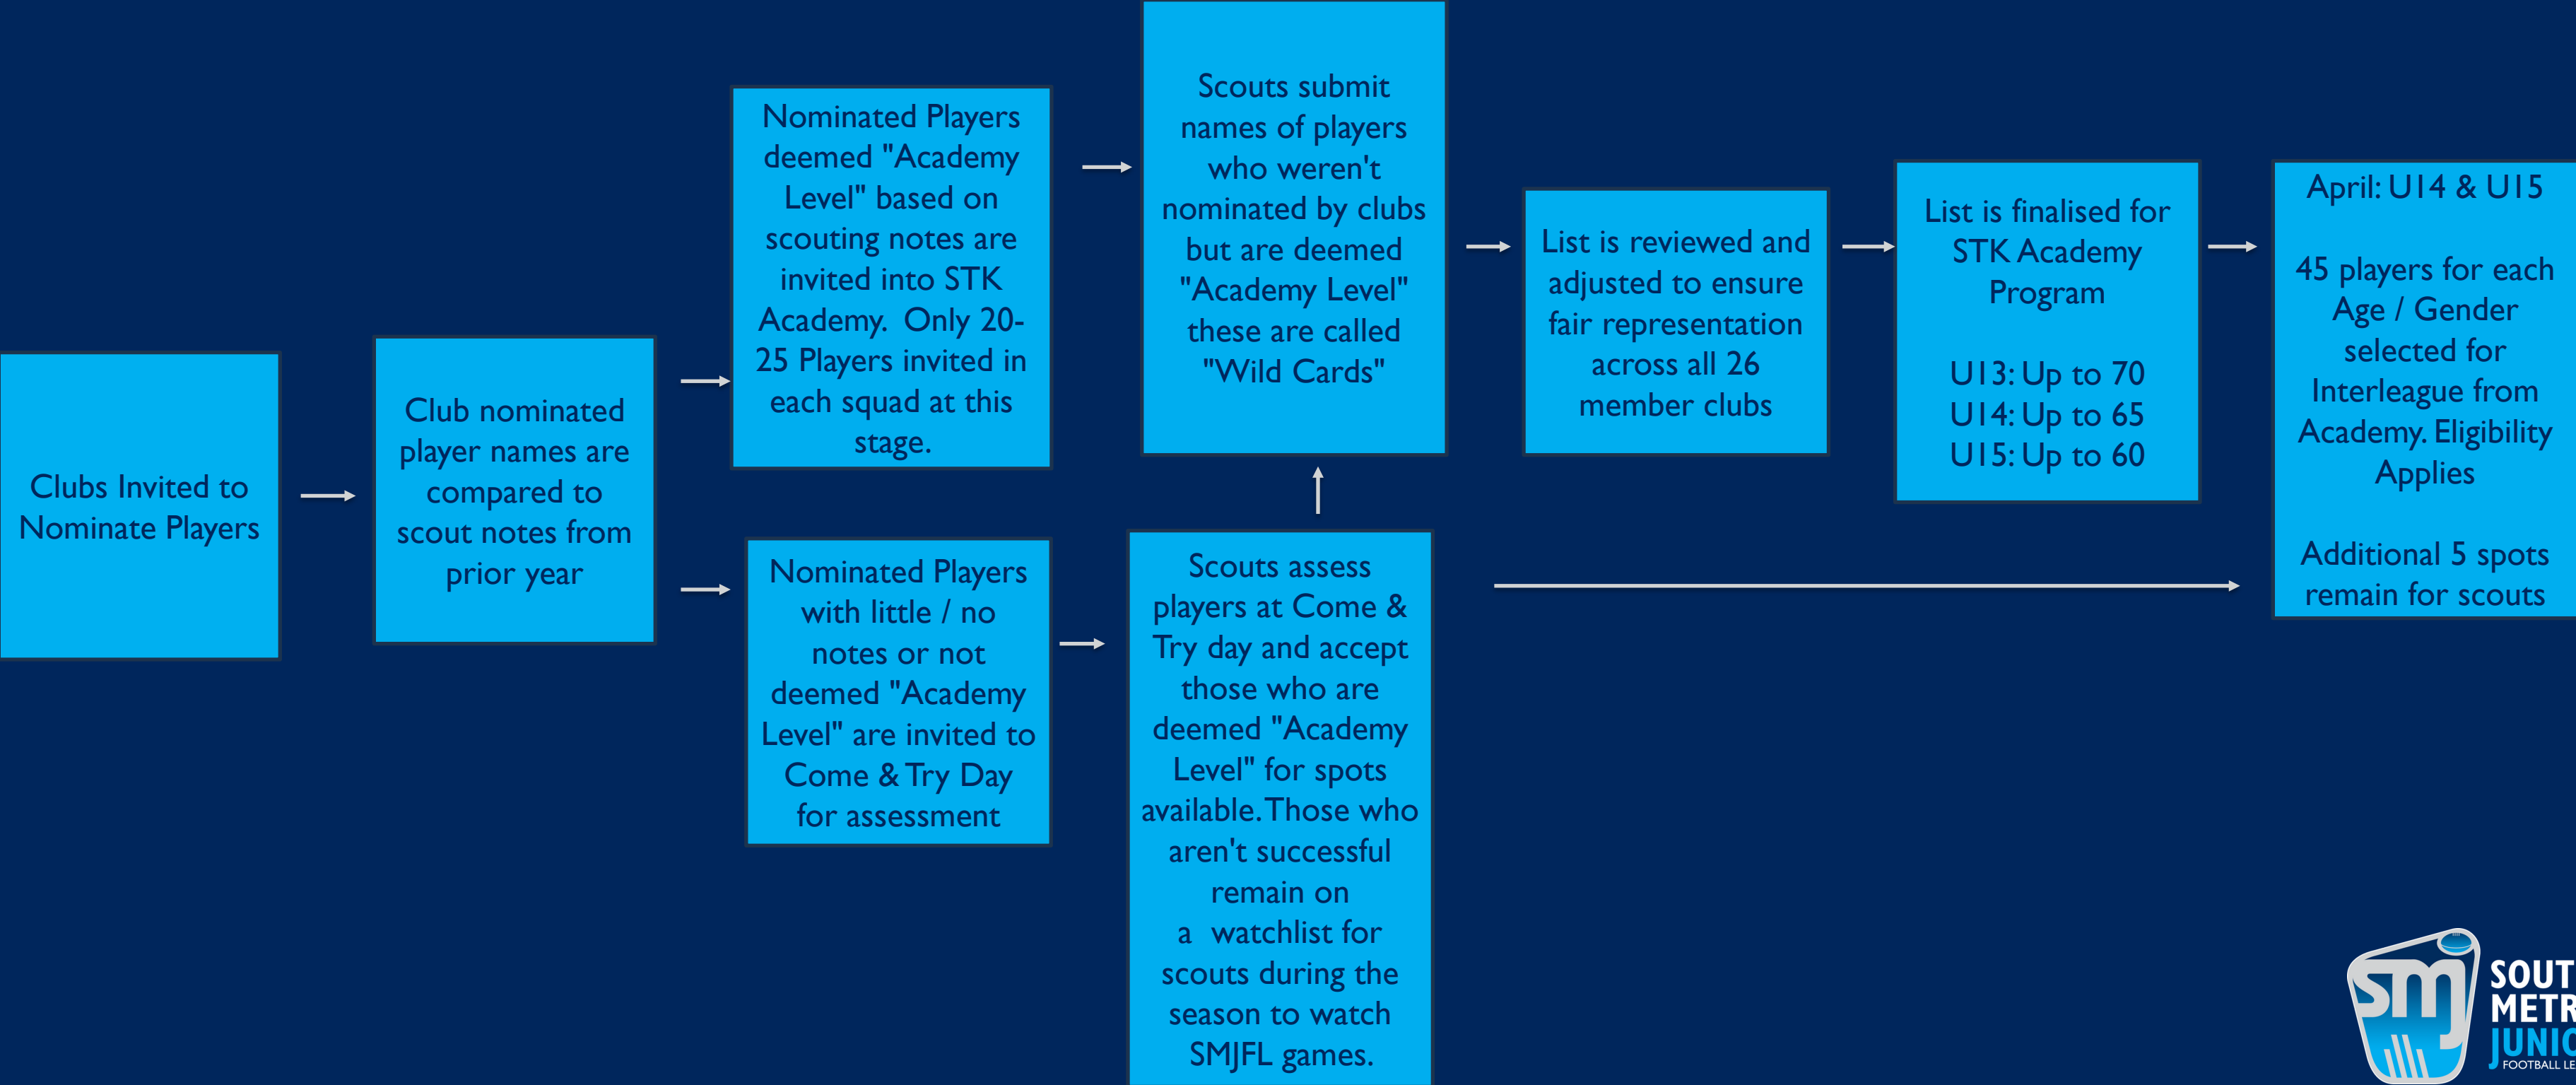 Clubs Invited to
Nominate Players
Club nominated
player names are
compared to
scout notes from
prior year
Nominated Players
deemed "Academy
Level" based on
scouting notes are
invited into STK
Academy.  Only 20-
25 Players invited in
each squad at this
stage.
Nominated Players
with little / no
notes or not
deemed "Academy
Level" are invited to
Come & Try Day
for assessment
Scouts submit
names of players
who weren't
nominated by clubs
but are deemed
"Academy Level"
these are called
"Wild Cards"
Scouts assess
players at Come &
Try day and accept
those who are
deemed "Academy
Level" for spots
available. Those who
aren't successful
remain on
a  watchlist for
scouts during the
season to watch
SMJFL games.
List is reviewed and
adjusted to ensure
fair representation
across all 26
member clubs
List is finalised for
STK Academy
Program
U13: Up to 70
U14: Up to 65
U15: Up to 60
April: U14 & U15
45 players for each
Age / Gender
selected for
Interleague from
Academy. Eligibility
Applies
Additional 5 spots
remain for scouts
smj
SOUT
METR
JUNIO
FOOTBALL LE